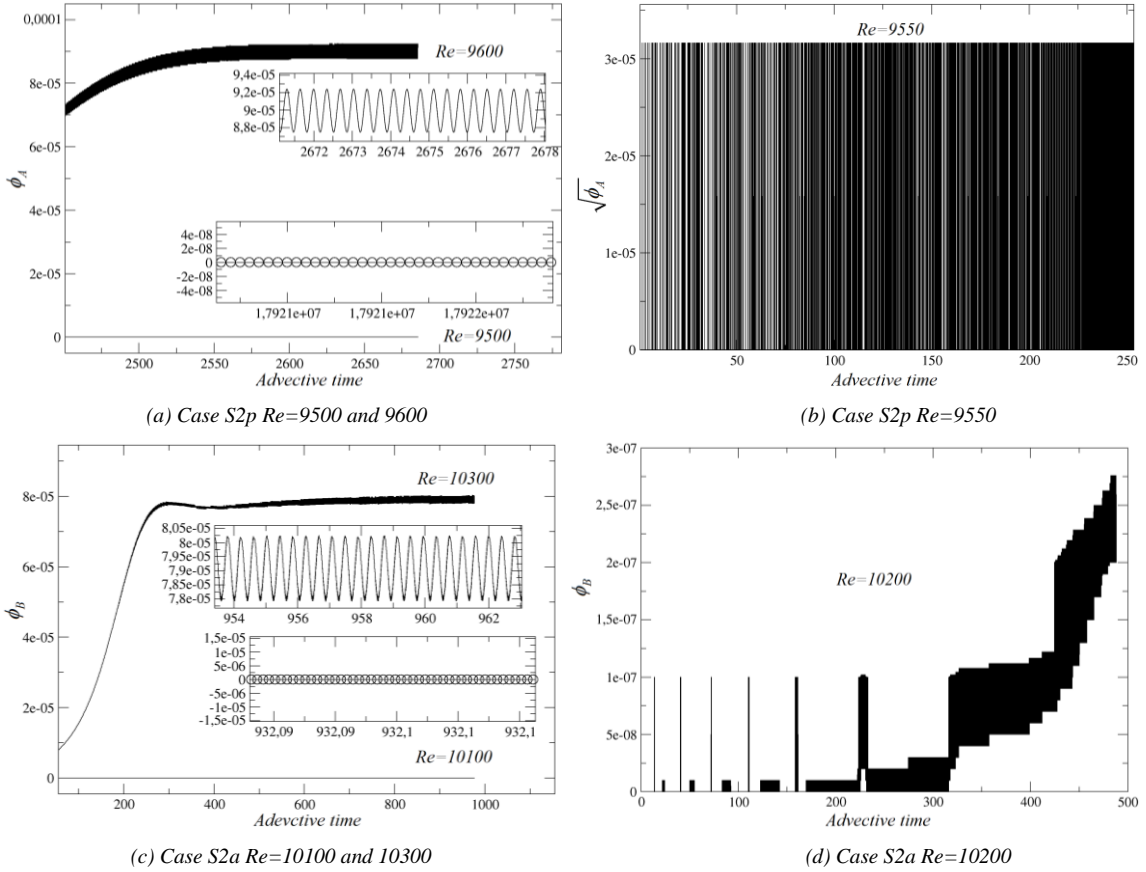 0,0001
8e-05
6e-05
4e-05
2e-05
0
ϕ_A
Re=9600
9,4e-05
9,2e-05
9e-05
8,8e-05
2672 2673 2674 2675 2676 2677 2678
4e-08
2e-08
0
-2e-08
-4e-08
1,7921e+07 1,7921e+07 1,7922e+07
Re=9500
2500 2550 2600 2650 2700 2750
Advective time
(a) Case S2p Re=9500 and 9600
Re=9550
3e-05
2e-05
1e-05
0
√ϕ_A
50 100 150 200 250
Advective time
(b) Case S2p Re=9550
8e-05
6e-05
4e-05
2e-05
0
ϕ_B
Re=10300
8,05e-05
8e-05
7,95e-05
7,9e-05
7,85e-05
7,8e-05
954 956 958 960 962
1,5e-05
1e-05
5e-06
0
-5e-06
-1e-05
-1,5e-05
932,09 932,09 932,1 932,1 932,1
Re=10100
200 400 600 800 1000
Adevctive time
(c) Case S2a Re=10100 and 10300
3e-07
2,5e-07
2e-07
1,5e-07
1e-07
5e-08
0
ϕ_B
Re=10200
0 100 200 300 400 500
Advective time
(d) Case S2a Re=10200